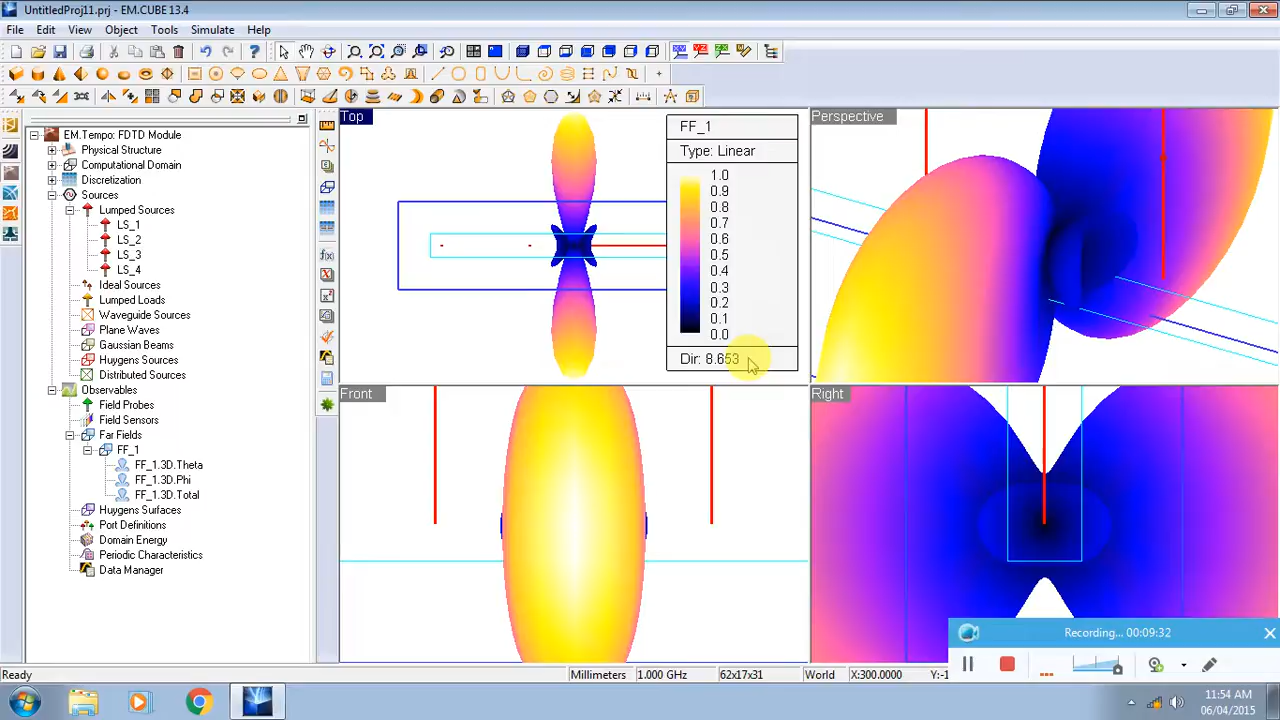 UntitledProj11.prj - EM.CUBE 13.4
File Edit View Object Tools Simulate Help
EM.Tempo: FDTD Module
Physical Structure
Computational Domain
Discretization
Sources
Lumped Sources
LS_1
LS_2
LS_3
LS_4
Ideal Sources
Lumped Loads
Waveguide Sources
Plane Waves
Gaussian Beams
Huygens Sources
Distributed Sources
Observables
Field Probes
Field Sensors
Far Fields
FF_1
FF_1.3D.Theta
FF_1.3D.Phi
FF_1.3D.Total
Huygens Surfaces
Port Definitions
Domain Energy
Periodic Characteristics
Data Manager
Top
FF_1
Type: Linear
1.0
0.9
0.8
0.7
0.6
0.5
0.4
0.3
0.2
0.1
0.0
Dir: 8.653
Perspective
Front
Right
Recording... 00:09:32
Ready
Millimeters 1.000 GHz 62x17x31 World X:300.0000 Y:-1
11:54 AM
06/04/2015